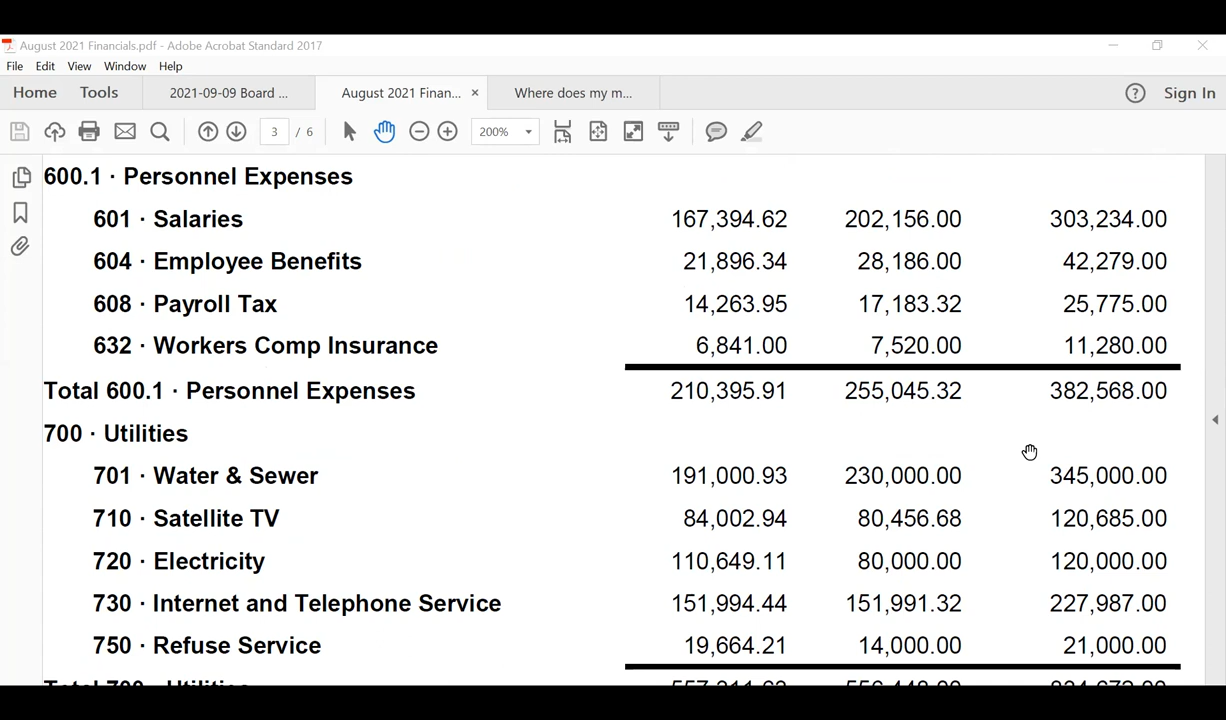 August 2021 Financials.pdf - Adobe Acrobat Standard 2017
File Edit View Window Help
Home Tools 2021-09-09 Board ... August 2021 Finan... × Where does my m... ? Sign In
3 / 6 200%
600.1 · Personnel Expenses
601 · Salaries 167,394.62 202,156.00 303,234.00
604 · Employee Benefits 21,896.34 28,186.00 42,279.00
608 · Payroll Tax 14,263.95 17,183.32 25,775.00
632 · Workers Comp Insurance 6,841.00 7,520.00 11,280.00
Total 600.1 · Personnel Expenses 210,395.91 255,045.32 382,568.00
700 · Utilities
701 · Water & Sewer 191,000.93 230,000.00 345,000.00
710 · Satellite TV 84,002.94 80,456.68 120,685.00
720 · Electricity 110,649.11 80,000.00 120,000.00
730 · Internet and Telephone Service 151,994.44 151,991.32 227,987.00
750 · Refuse Service 19,664.21 14,000.00 21,000.00
Total 700 · Utilities